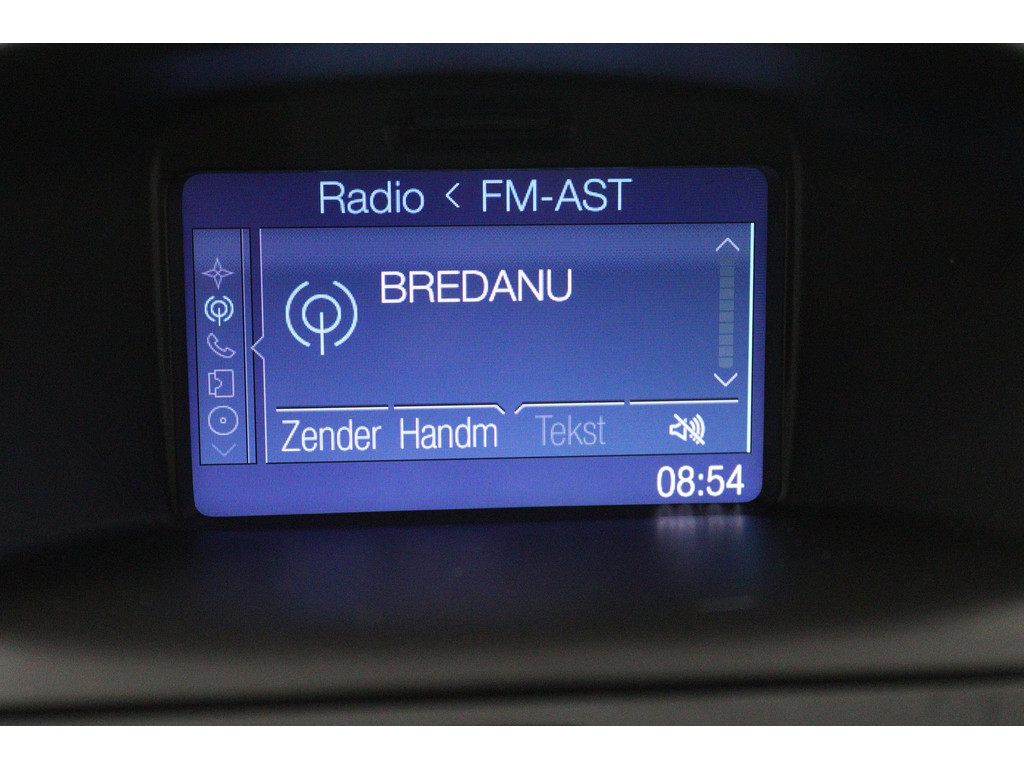 Radio < FM-AST
BREDANU
Zender Handm Tekst
08:54